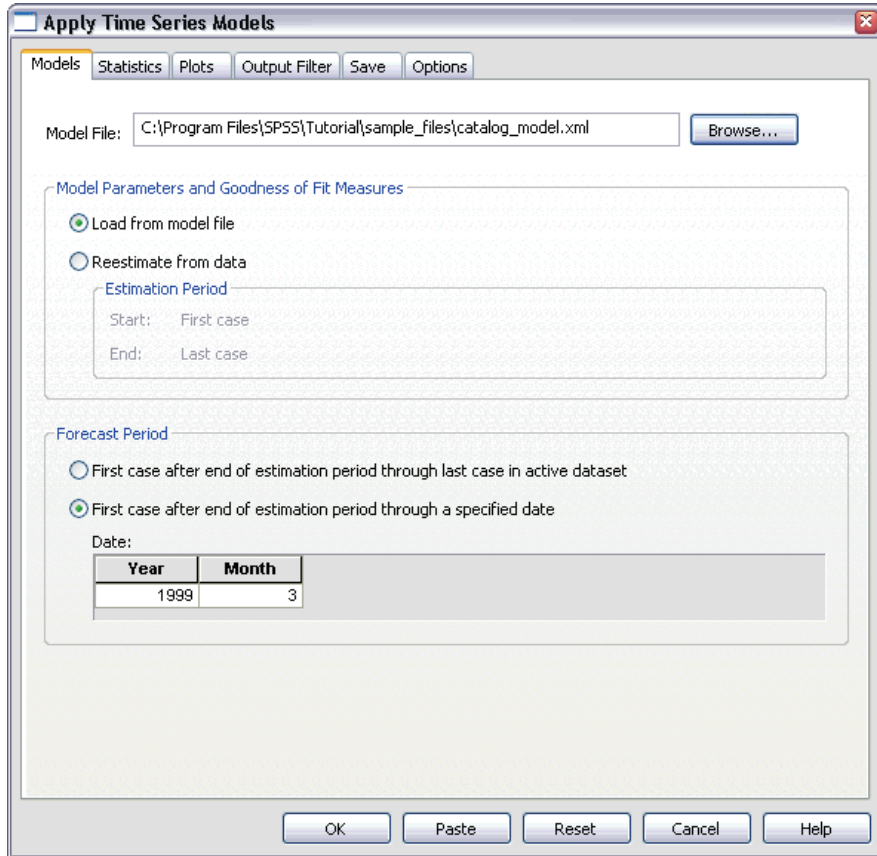 Apply Time Series Models
Models Statistics Plots Output Filter Save Options
Model File: C:\Program Files\SPSS\Tutorial\sample_files\catalog_model.xml Browse...
Model Parameters and Goodness of Fit Measures
Load from model file
Reestimate from data
Estimation Period
Start: First case
End: Last case
Forecast Period
First case after end of estimation period through last case in active dataset
First case after end of estimation period through a specified date
Date:
Year Month
1999 3
OK Paste Reset Cancel Help